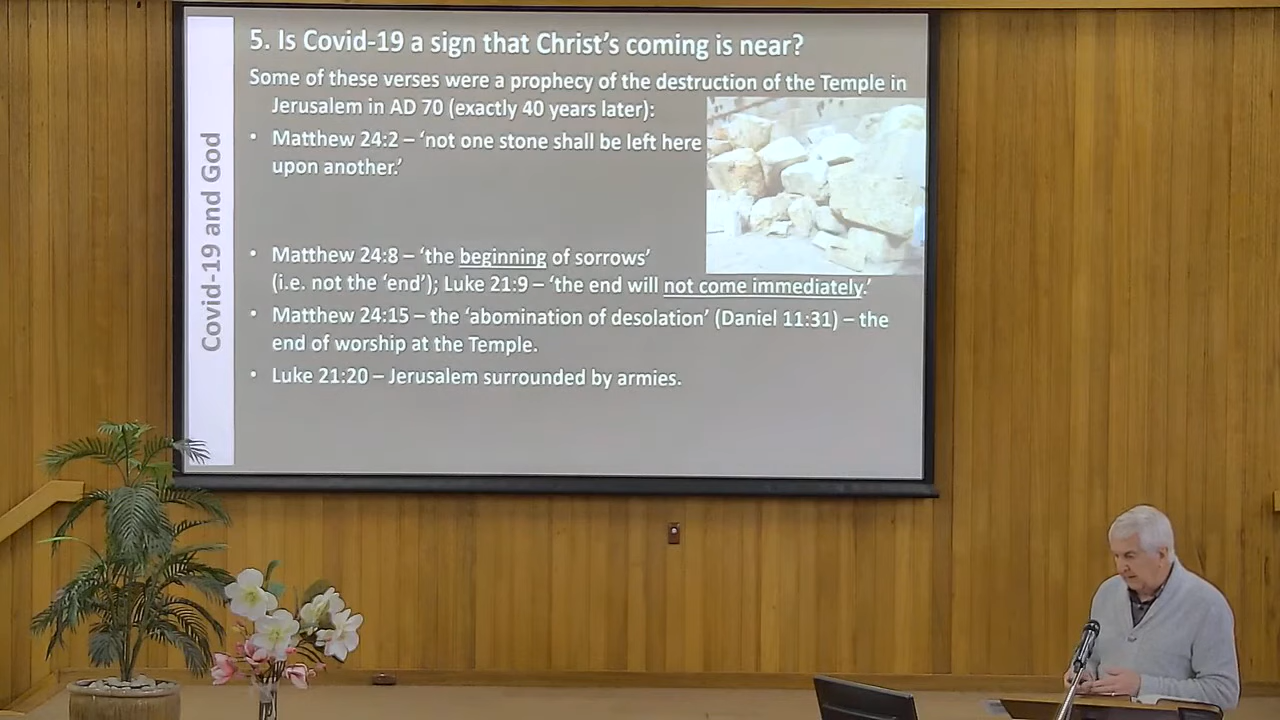 5. Is Covid-19 a sign that Christ's coming is near?
Some of these verses were a prophecy of the destruction of the Temple in
Jerusalem in AD 70 (exactly 40 years later):
• Matthew 24:2 – ‘not one stone shall be left here
upon another.’
• Matthew 24:8 – ‘the beginning of sorrows’
(i.e. not the ‘end’); Luke 21:9 – ‘the end will not come immediately.’
• Matthew 24:15 – the ‘abomination of desolation’ (Daniel 11:31) – the
end of worship at the Temple.
• Luke 21:20 – Jerusalem surrounded by armies.
Covid-19 and God